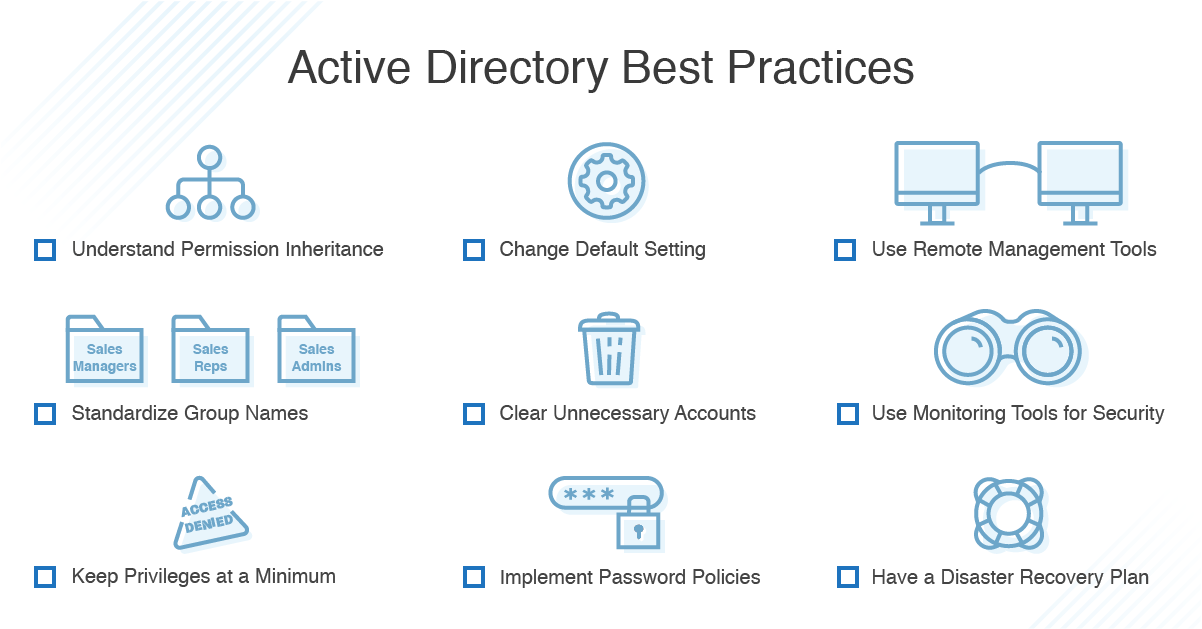 Active Directory Best Practices
Understand Permission Inheritance
Change Default Setting
Use Remote Management Tools
Sales
Managers
Sales
Reps
Sales
Admins
Standardize Group Names
Clear Unnecessary Accounts
Use Monitoring Tools for Security
ACCESS
DENIED
***
Keep Privileges at a Minimum
Implement Password Policies
Have a Disaster Recovery Plan